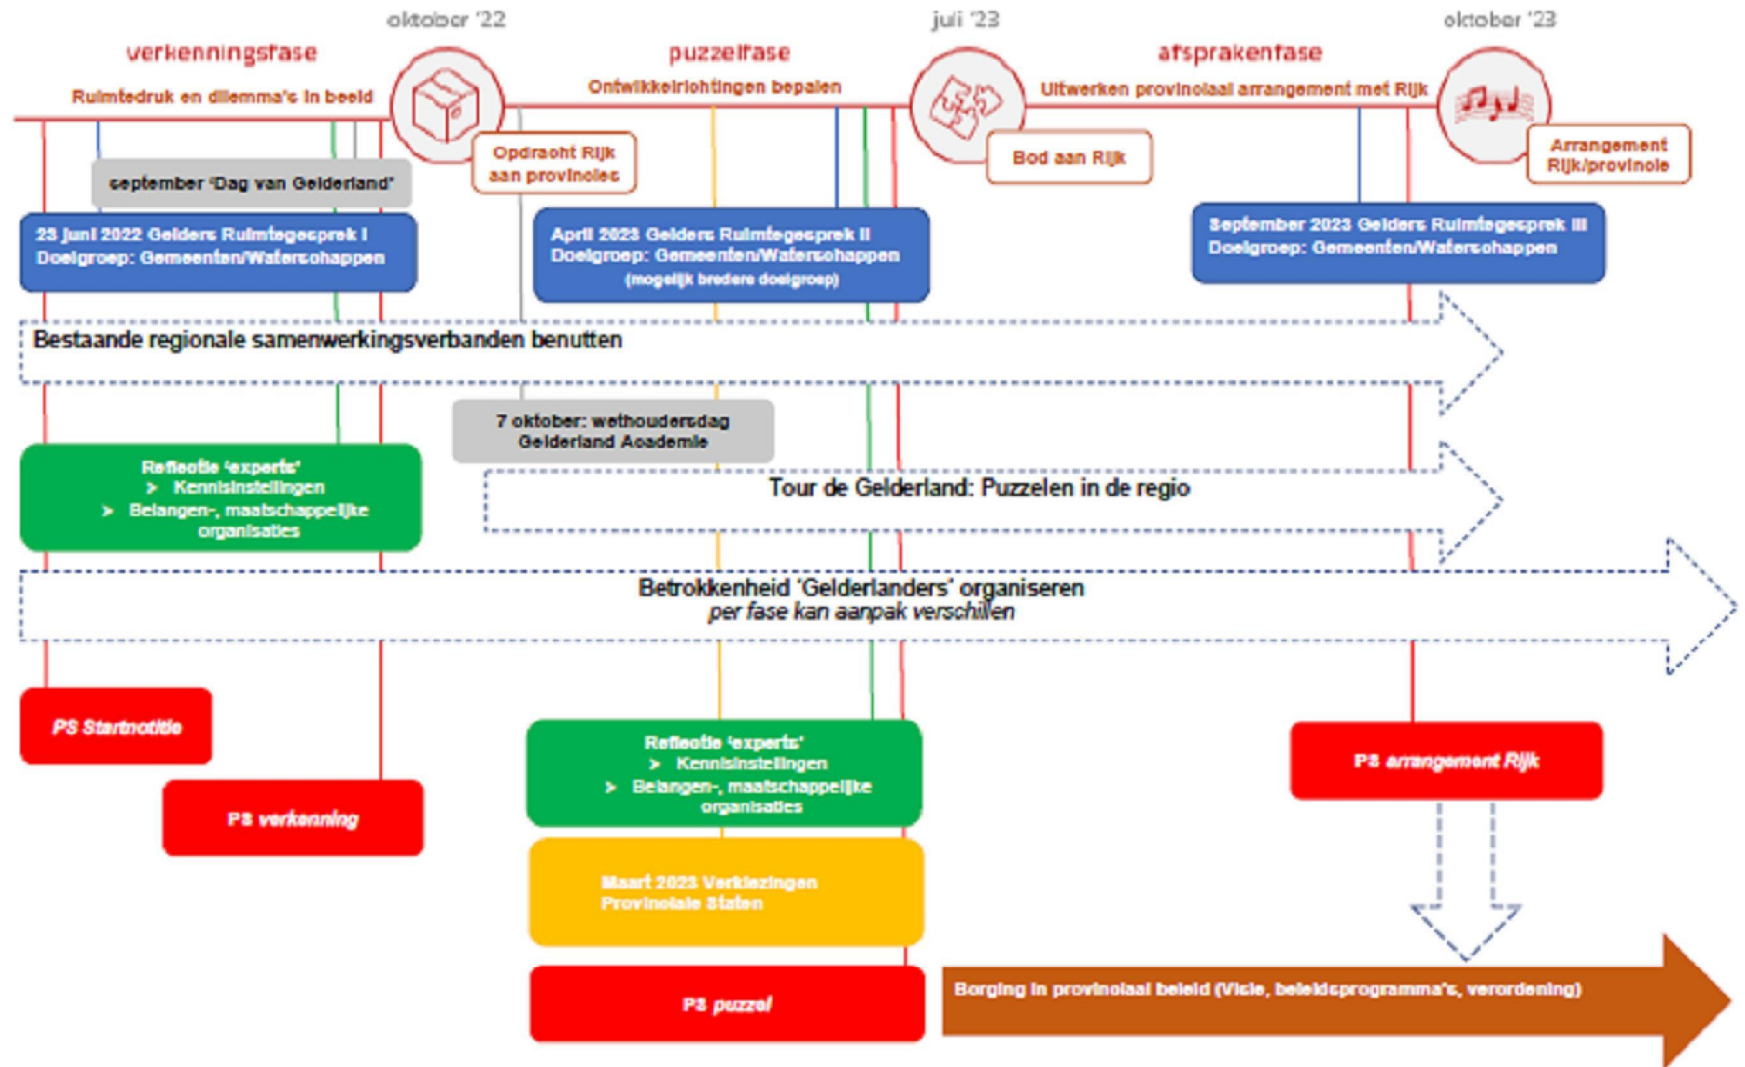 oktober '22
juli '23
oktober '23
verkenningsfase
puzzelfase
afsprakenfase
Ruimtedruk en dilemma's in beeld
Ontwikkelrichtingen bepalen
Uitwerken provinciaal arrangement met Rijk
Opdracht Rijk
aan provincies
Bod aan Rijk
Arrangement
Rijk/provincie
september 'Dag van Gelderland'
23 juni 2022 Gelders Ruimtegesprek I
Doelgroep: Gemeenten/Waterschappen
April 2023 Gelders Ruimtegesprek II
Doelgroep: Gemeenten/Waterschappen
(mogelijk bredere doelgroep)
September 2023 Gelders Ruimtegesprek III
Doelgroep: Gemeenten/Waterschappen
Bestaande regionale samenwerkingsverbanden benutten
7 oktober: wethoudersdag
Gelderland Academie
Reflectie 'experts'
➢ Kennisinstellingen
➢ Belangen-, maatschappelijke
organisaties
Tour de Gelderland: Puzzelen in de regio
Betrokkenheid 'Gelderlanders' organiseren
per fase kan aanpak verschillen
PS Startnotitie
PS verkenning
Reflectie 'experts'
➢ Kennisinstellingen
➢ Belangen-, maatschappelijke
organisaties
PS arrangement Rijk
Maart 2023 Verkiezingen
Provinciale Staten
PS puzzel
Borging in provinciaal beleid (Visie, beleidsprogramma's, verordening)